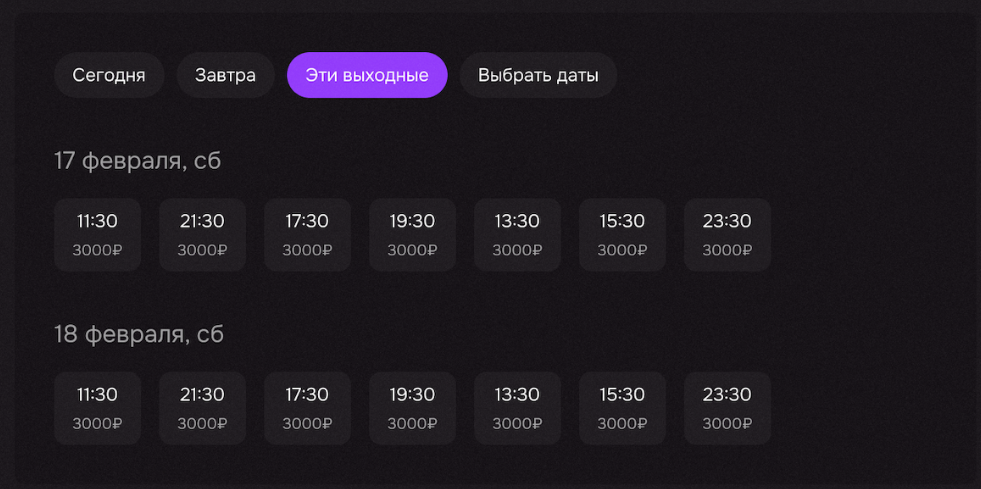 Сегодня Завтра Эти выходные Выбрать даты
17 февраля, сб
11:30 21:30 17:30 19:30 13:30 15:30 23:30
3000₽ 3000₽ 3000₽ 3000₽ 3000₽ 3000₽ 3000₽
18 февраля, сб
11:30 21:30 17:30 19:30 13:30 15:30 23:30
3000₽ 3000₽ 3000₽ 3000₽ 3000₽ 3000₽ 3000₽